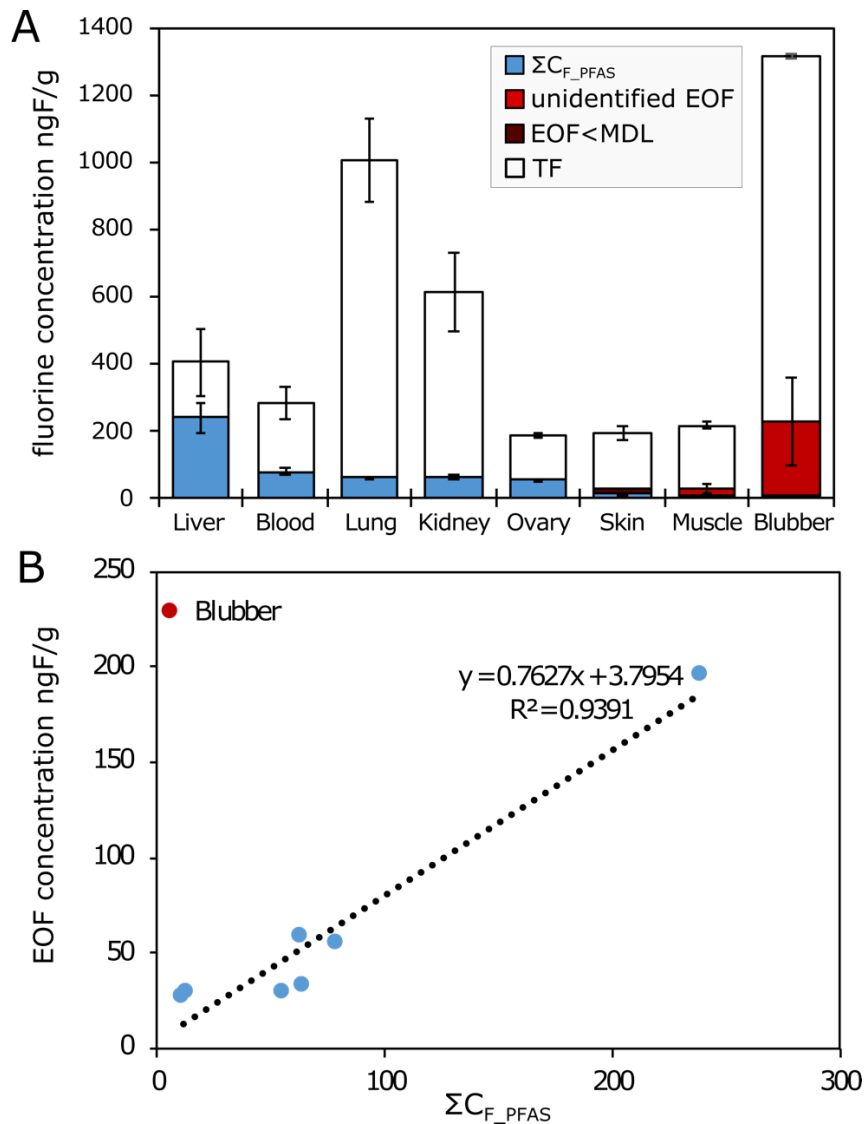 A
fluorine concentration ngF/g
1400
1200
1000
800
600
400
200
0
ΣC_F_PFAS
unidentified EOF
EOF<MDL
TF
Liver Blood Lung Kidney Ovary Skin Muscle Blubber
B
EOF concentration ngF/g
250
200
150
100
50
0
Blubber
y=0.7627x+3.7954
R²=0.9391
0 100 200 300
ΣC_F_PFAS